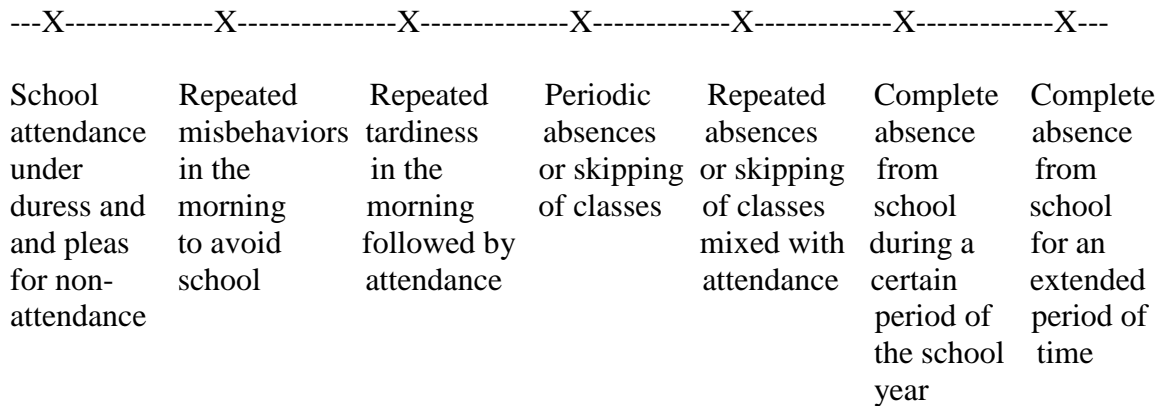 ---X--------------X---------------X--------------X-------------X-------------X-------------X---
School Repeated Repeated Periodic Repeated Complete Complete
attendance misbehaviors tardiness absences absences absence absence
under in the in the or skipping or skipping from from
duress and morning morning of classes of classes school school
and pleas to avoid followed by mixed with during a for an
for non- school attendance attendance certain extended
attendance period of period of
the school time
year